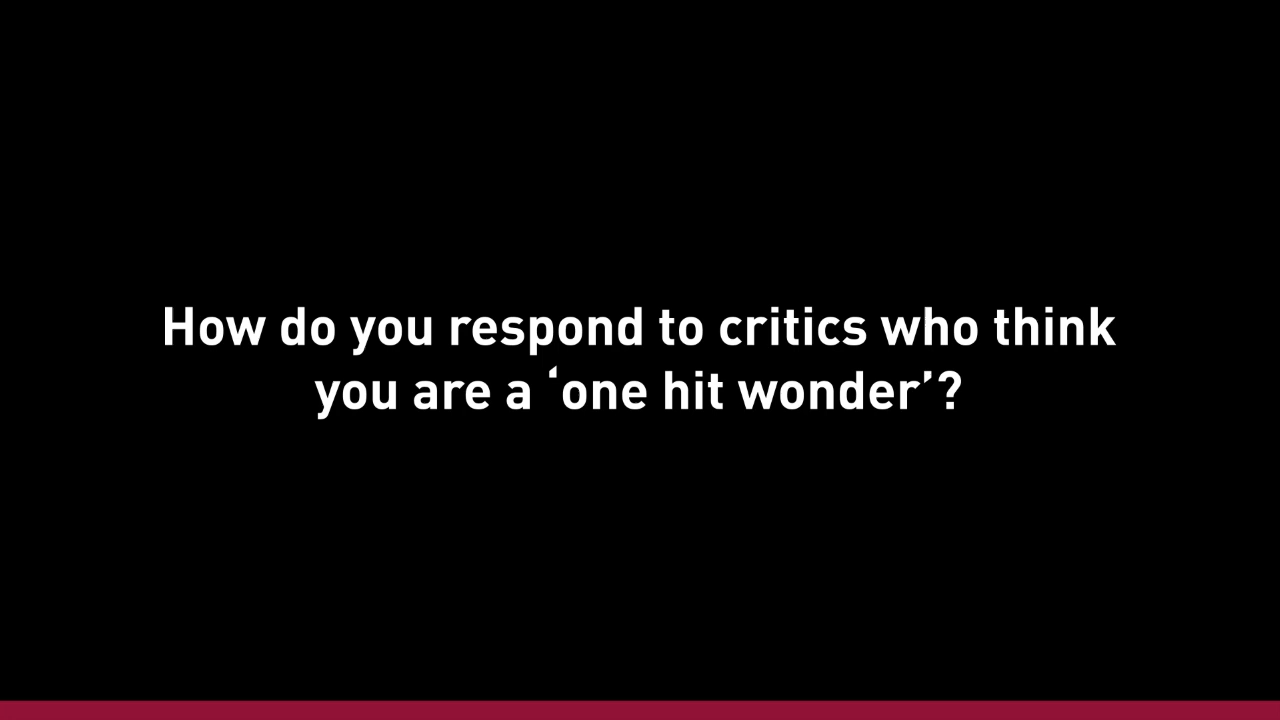 How do you respond to critics who think
you are a ‘one hit wonder’?